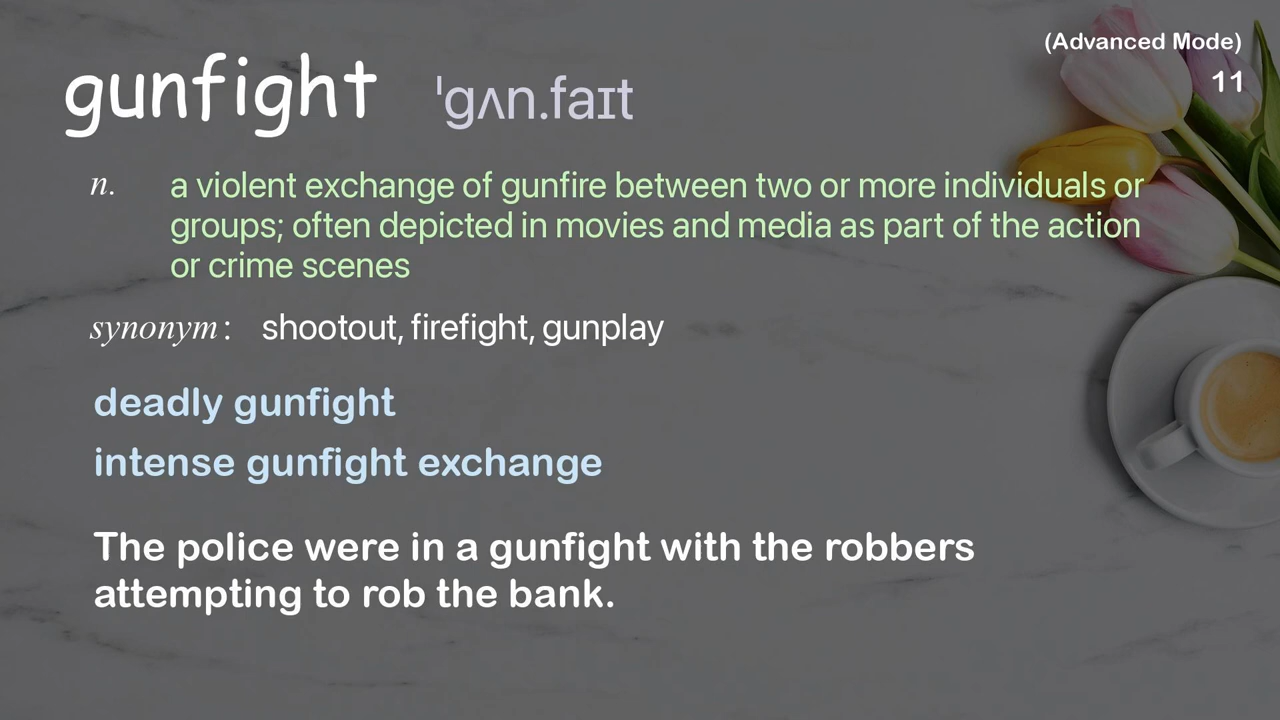 (Advanced Mode)
11
gunfight ˈgʌn.faɪt
n. a violent exchange of gunfire between two or more individuals or
groups; often depicted in movies and media as part of the action
or crime scenes
synonym: shootout, firefight, gunplay
deadly gunfight
intense gunfight exchange
The police were in a gunfight with the robbers
attempting to rob the bank.